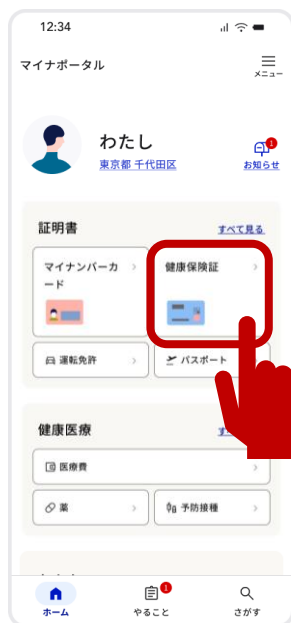 12:34
マイナポータル
メニュー
わたし
1
東京都 千代田区
お知らせ
証明書
すべて見る
マイナンバーカ
ード
健康保険証
運転免許
パスポート
健康医療
医療費
薬
予防接種
1
ホーム
やること
さがす